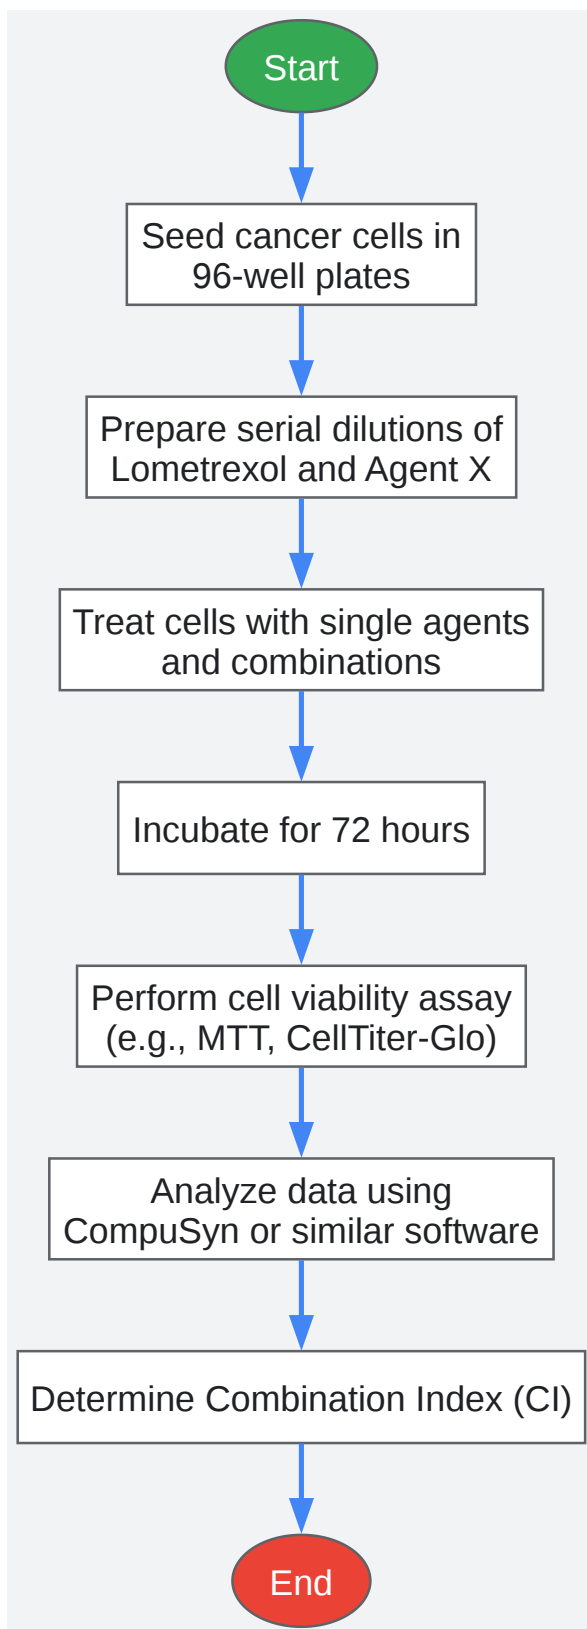 Start
Seed cancer cells in
96-well plates
Prepare serial dilutions of
Lometrexol and Agent X
Treat cells with single agents
and combinations
Incubate for 72 hours
Perform cell viability assay
(e.g., MTT, CellTiter-Glo)
Analyze data using
CompuSyn or similar software
Determine Combination Index (CI)
End